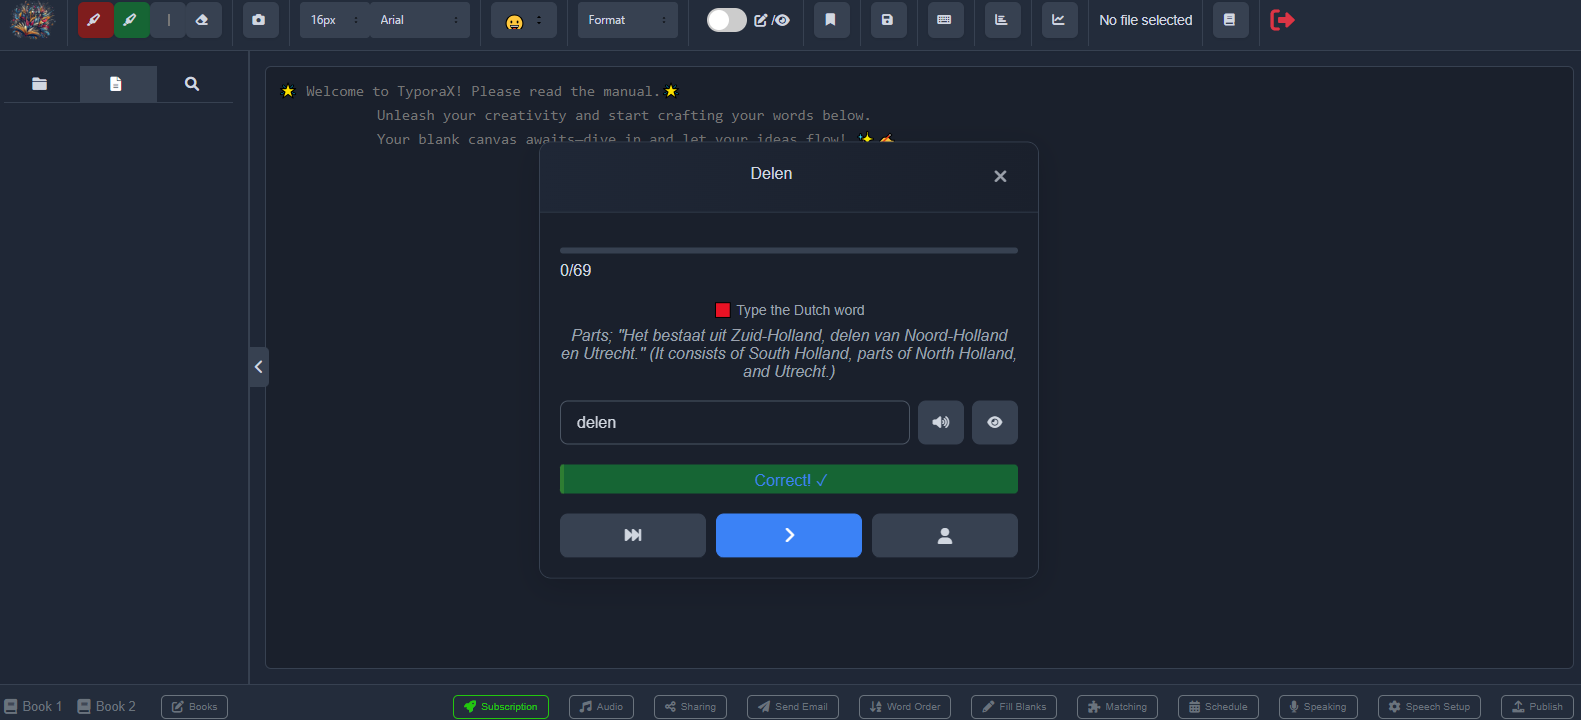 16px
Arial
Format
/
No file selected
Welcome to TyporaX! Please read the manual.
Unleash your creativity and start crafting your words below.
Your blank canvas awaits—dive in and let your ideas flow!
Delen
0/69
Type the Dutch word
Parts; "Het bestaat uit Zuid-Holland, delen van Noord-Holland
en Utrecht." (It consists of South Holland, parts of North Holland,
and Utrecht.)
delen
Correct! ✓
Book 1
Book 2
Books
Subscription
Audio
Sharing
Send Email
Word Order
Fill Blanks
Matching
Schedule
Speaking
Speech Setup
Publish